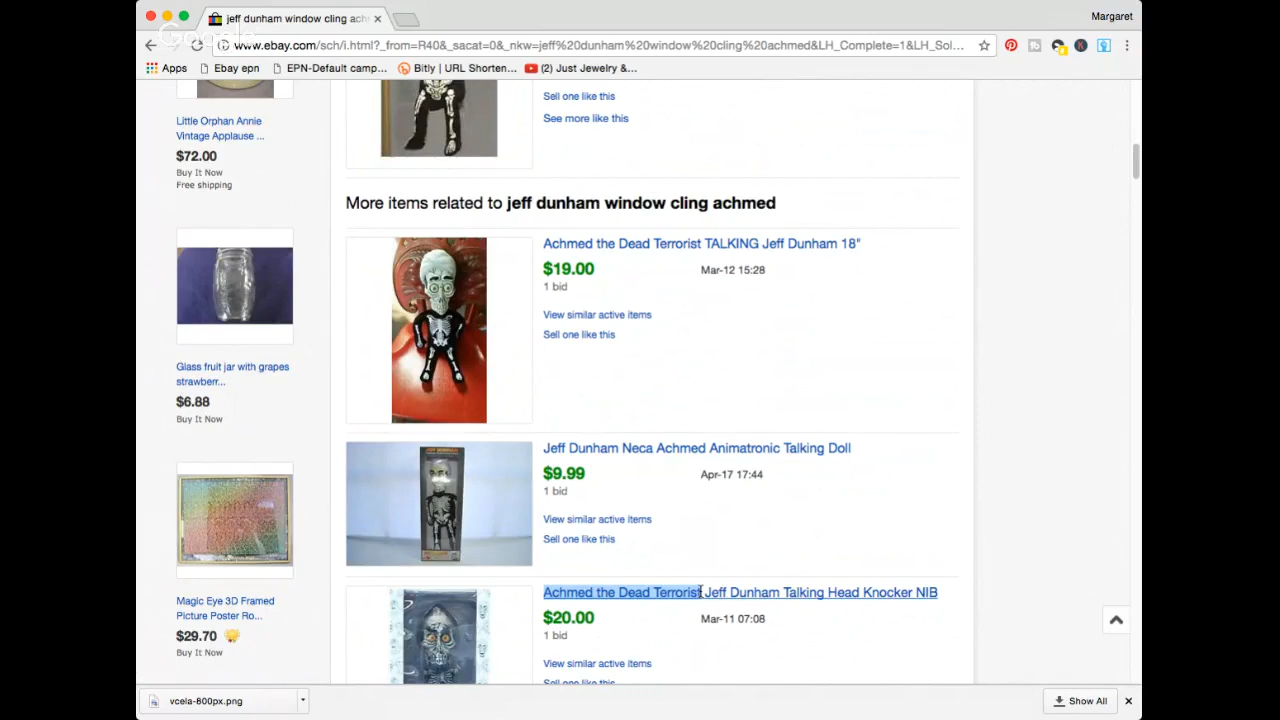 jeff dunham window cling ach
Margaret
Google
www.ebay.com/sch/i.html?_from=R40&_sacat=0&_nkw=jeff%20dunham%20window%20cling%20achmed&LH_Complete=1&LH_Sol...
Apps
Ebay epn
EPN-Default camp...
Bitly | URL Shorten...
(2) Just Jewelry &...
Sell one like this
See more like this
Little Orphan Annie
Vintage Applause ...
$72.00
Buy It Now
Free shipping
More items related to jeff dunham window cling achmed
Achmed the Dead Terrorist TALKING Jeff Dunham 18"
$19.00
Mar-12 15:28
1 bid
View similar active items
Sell one like this
Glass fruit jar with grapes
strawberr...
$6.88
Buy It Now
Jeff Dunham Neca Achmed Animatronic Talking Doll
$9.99
Apr-17 17:44
1 bid
View similar active items
Sell one like this
Magic Eye 3D Framed
Picture Poster Ro...
$29.70
Buy It Now
Achmed the Dead Terrorist Jeff Dunham Talking Head Knocker NIB
$20.00
Mar-11 07:08
1 bid
View similar active items
Sell one like this
vcela-800px.png
Show All